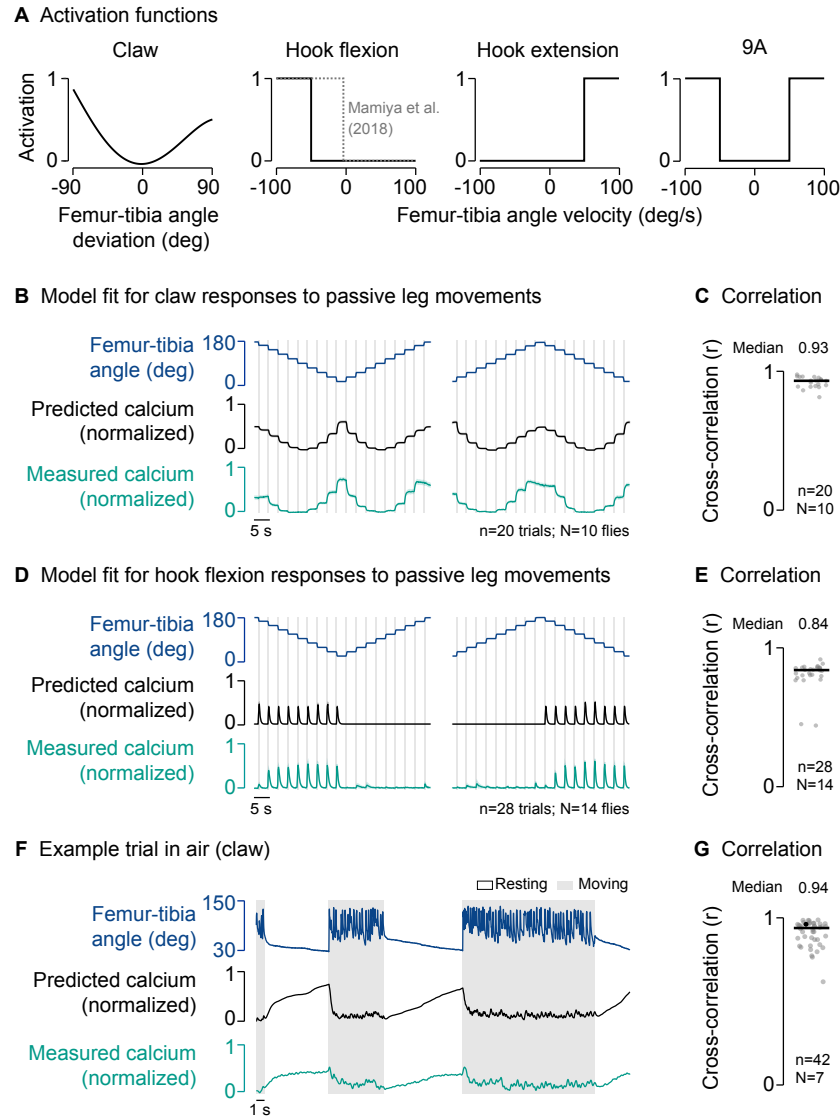 A Activation functions
Claw
Hook flexion
Hook extension
9A
Activation
1
0
-90
0
90
Femur-tibia angle
deviation (deg)
1
0
Mamiya et al.
(2018)
-100
0
100
1
0
-100
0
100
1
0
-100
0
100
Femur-tibia angle velocity (deg/s)
B Model fit for claw responses to passive leg movements
Femur-tibia
angle (deg)
180
0
Predicted calcium
(normalized)
1
0
Measured calcium
(normalized)
1
0
5 s
n=20 trials; N=10 flies
C Correlation
Median 0.93
Cross-correlation (r)
1
0
n=20
N=10
D Model fit for hook flexion responses to passive leg movements
Femur-tibia
angle (deg)
180
0
Predicted calcium
(normalized)
1
0
Measured calcium
(normalized)
1
0
5 s
n=28 trials; N=14 flies
E Correlation
Median 0.84
Cross-correlation (r)
1
0
n=28
N=14
F Example trial in air (claw)
Resting Moving
Femur-tibia
angle (deg)
150
30
Predicted calcium
(normalized)
1
0
Measured calcium
(normalized)
1
0
1 s
G Correlation
Median 0.94
Cross-correlation (r)
1
0
n=42
N=7